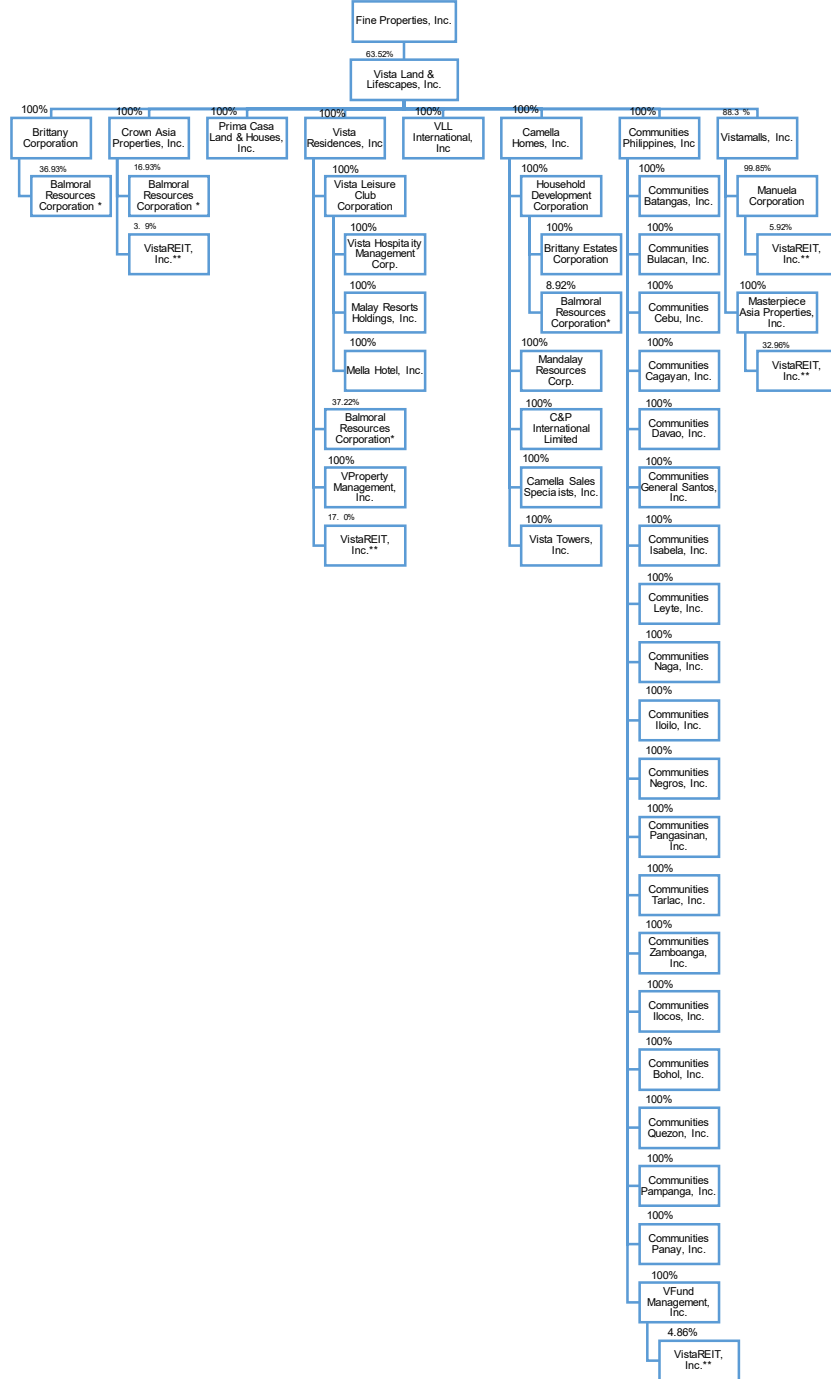 Fine Properties, Inc.
63.52%
Vista Land &
Lifescapes, Inc.
100%
Brittany
Corporation
36.93%
Balmoral
Resources
Corporation *
100%
Crown Asia
Properties, Inc.
16.93%
Balmoral
Resources
Corporation *
3. 9%
VistaREIT,
Inc.**
100%
Prima Casa
Land & Houses,
Inc.
100%
Vista
Residences, Inc
100%
Vista Leisure
Club
Corporation
100%
Vista Hospitaity
Management
Corp.
100%
Malay Resorts
Holdings, Inc.
100%
Mella Hotel, Inc.
37.22%
Balmoral
Resources
Corporation*
100%
VProperty
Management,
Inc.
17. 0%
VistaREIT,
Inc.**
100%
VLL
International,
Inc
100%
Camella
Homes, Inc.
100%
Household
Development
Corporation
100%
Brittany Estates
Corporation
8.92%
Balmoral
Resources
Corporation*
100%
Mandalay
Resources
Corp.
100%
C&P
International
Limited
100%
Camella Sales
Specia ists, Inc.
100%
Vista Towers,
Inc.
100%
Communities
Philippines, Inc
100%
Communities
Batangas, Inc.
100%
Communities
Bulacan, Inc.
100%
Communities
Cebu, Inc.
100%
Communities
Cagayan, Inc.
100%
Communities
Davao, Inc.
100%
Communities
General Santos,
Inc.
100%
Communities
Isabela, Inc.
100%
Communities
Leyte, Inc.
100%
Communities
Naga, Inc.
100%
Communities
Iloilo, Inc.
100%
Communities
Negros, Inc.
100%
Communities
Pangasinan,
Inc.
100%
Communities
Tarlac, Inc.
100%
Communities
Zamboanga,
Inc.
100%
Communities
Ilocos, Inc.
100%
Communities
Bohol, Inc.
100%
Communities
Quezon, Inc.
100%
Communities
Pampanga, Inc.
100%
Communities
Panay, Inc.
100%
VFund
Management,
Inc.
4.86%
VistaREIT,
Inc.**
88.3 %
Vistamalls, Inc.
99.85%
Manuela
Corporation
5.92%
VistaREIT,
Inc.**
100%
Masterpiece
Asia Properties,
Inc.
32.96%
VistaREIT,
Inc.**